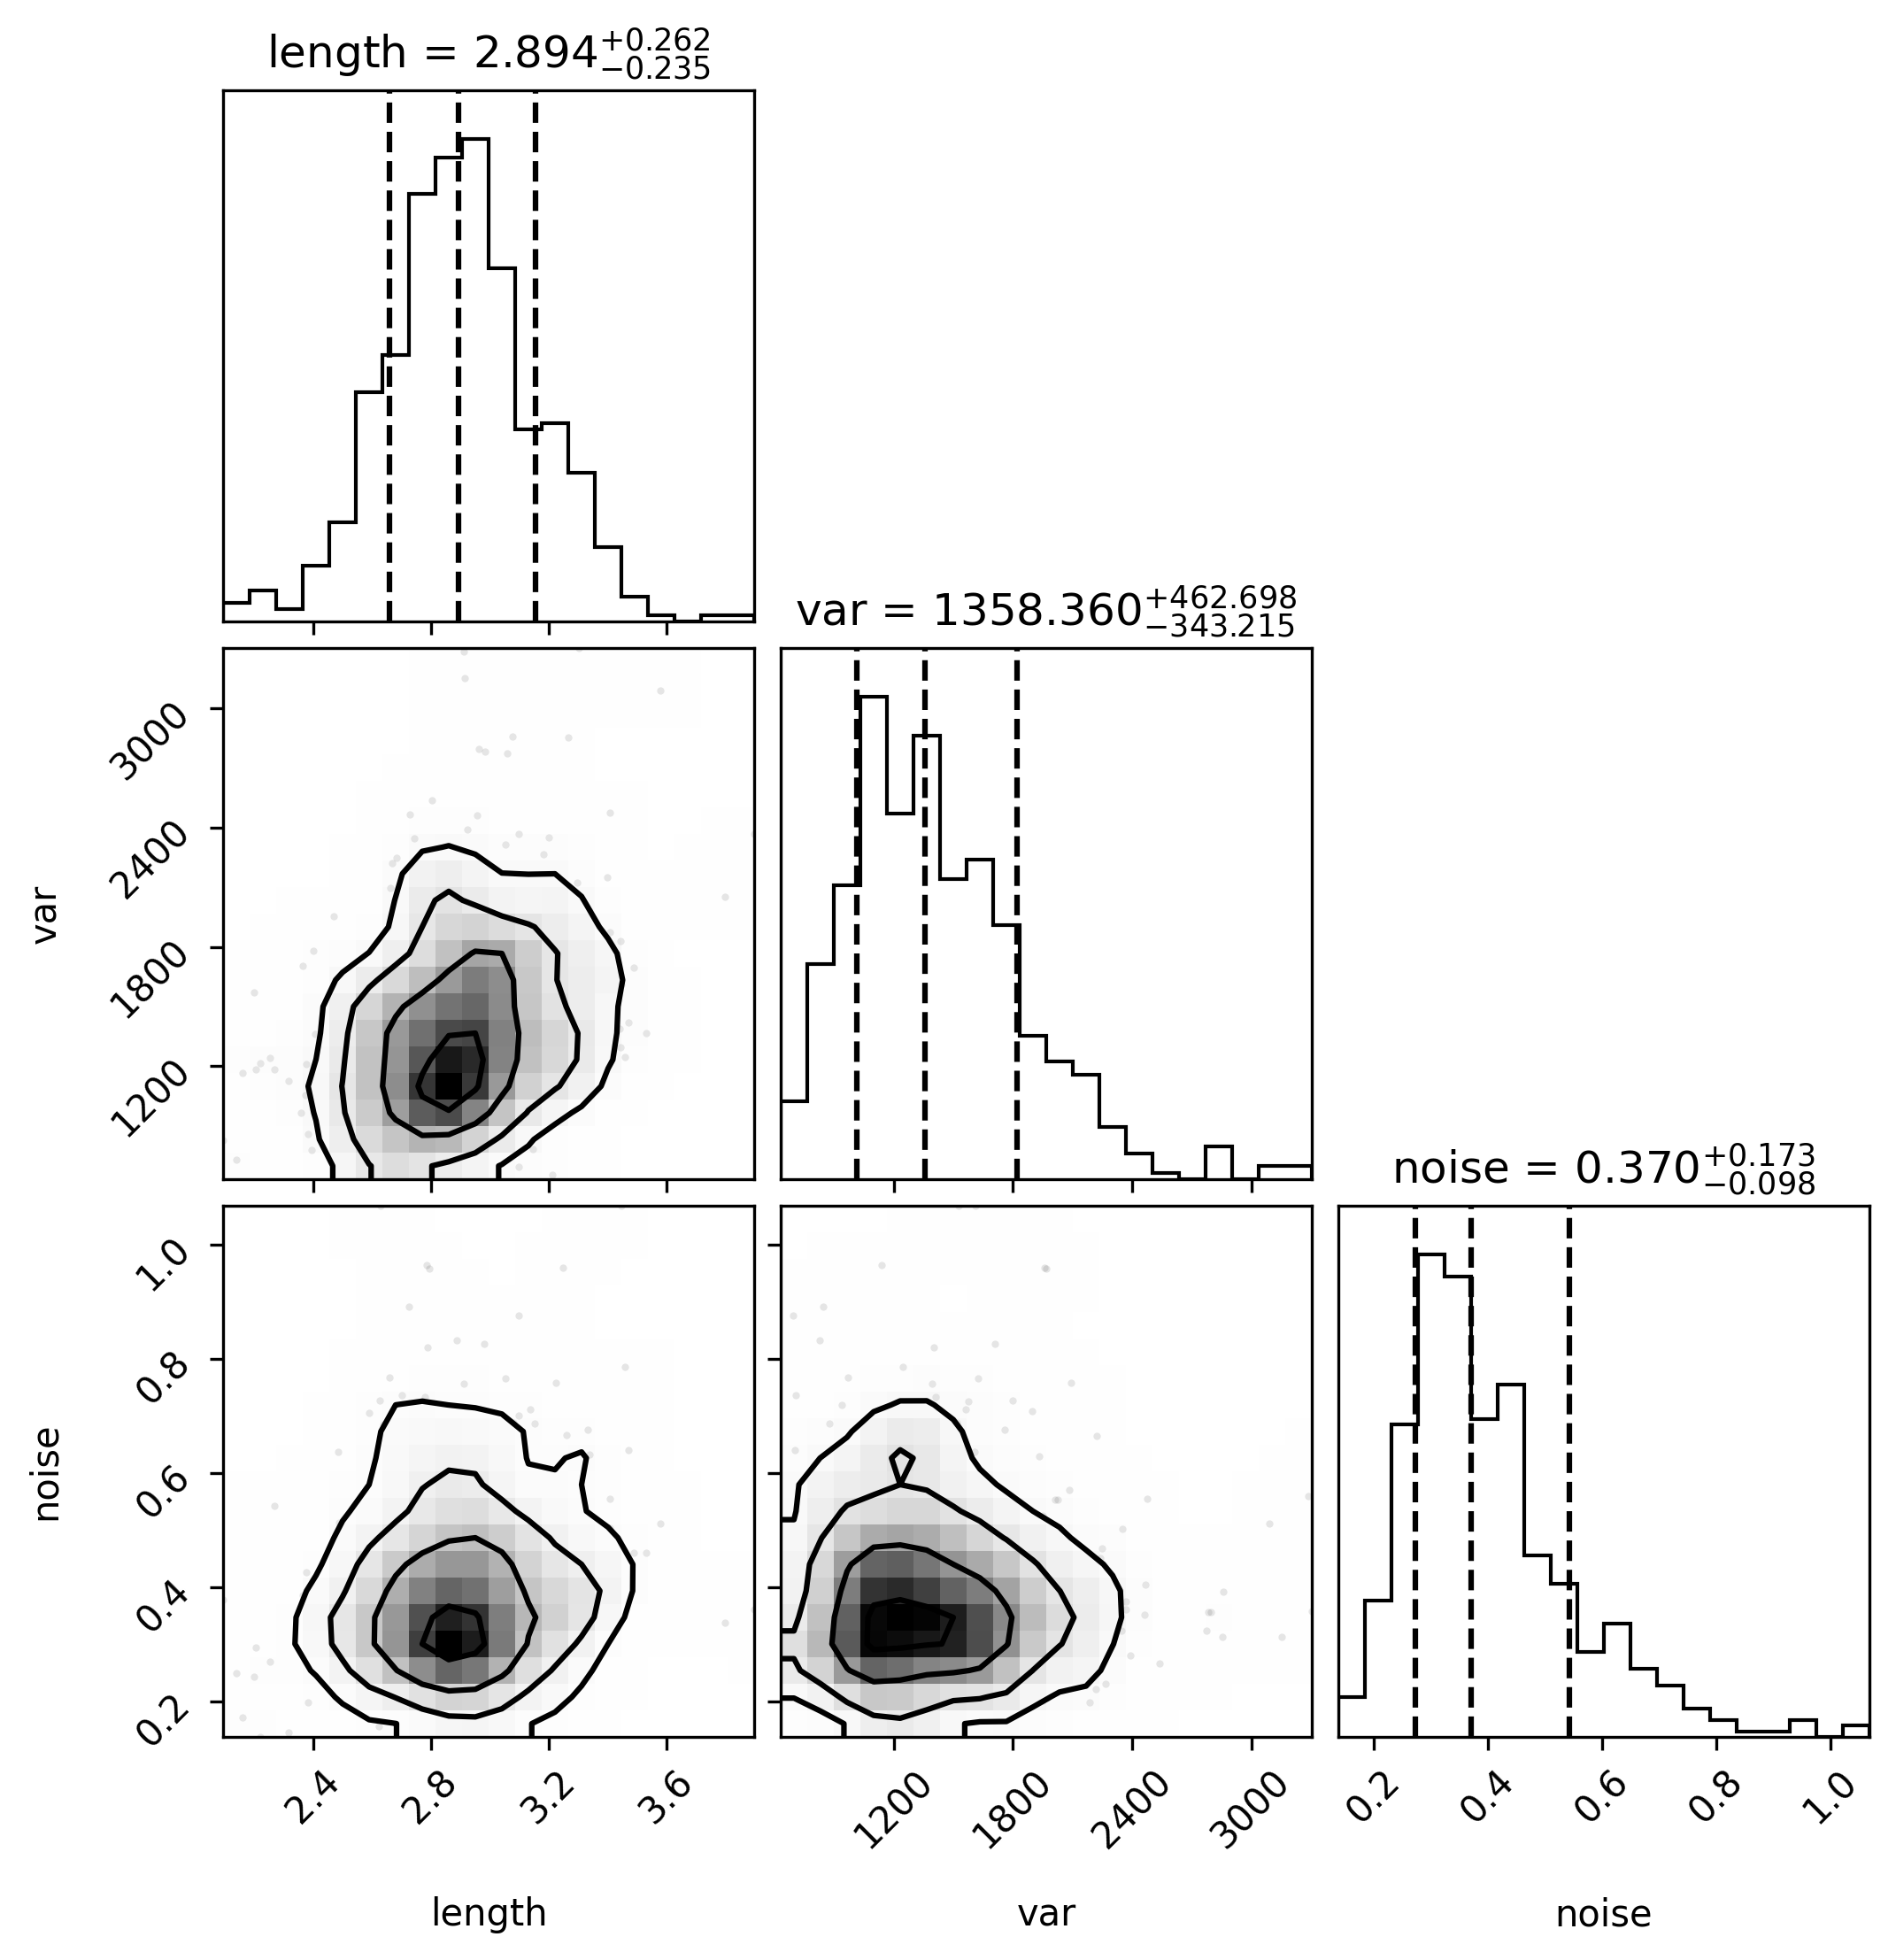 length = 2.894 +0.262 −0.235
var = 1358.360 +462.698 −343.215
3000
2400
1800
1200
var
noise = 0.370 +0.173 −0.098
1.0
0.8
0.6
0.4
0.2
noise
2.4 2.8 3.2 3.6
1200 1800 2400 3000
0.2 0.4 0.6 0.8 1.0
length var noise